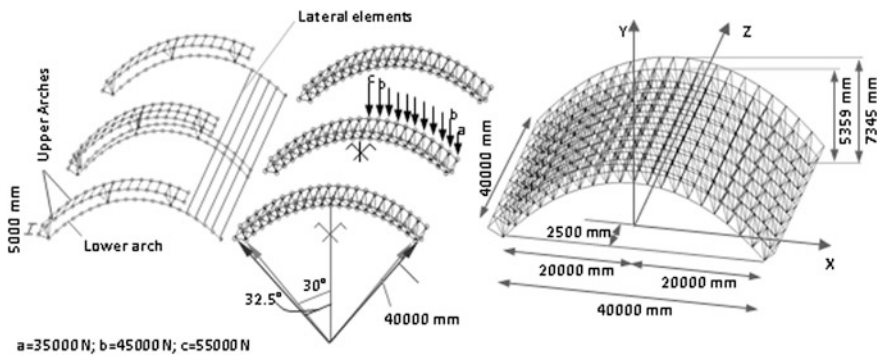 Lateral elements
Upper Arches
5000 mm
Lower arch
c b
b
a
30°
32.5°
40000 mm
a=35000 N; b=45000 N; c=55000 N
Y
Z
5359 mm
7345 mm
40000 mm
2500 mm
X
20000 mm
20000 mm
40000 mm